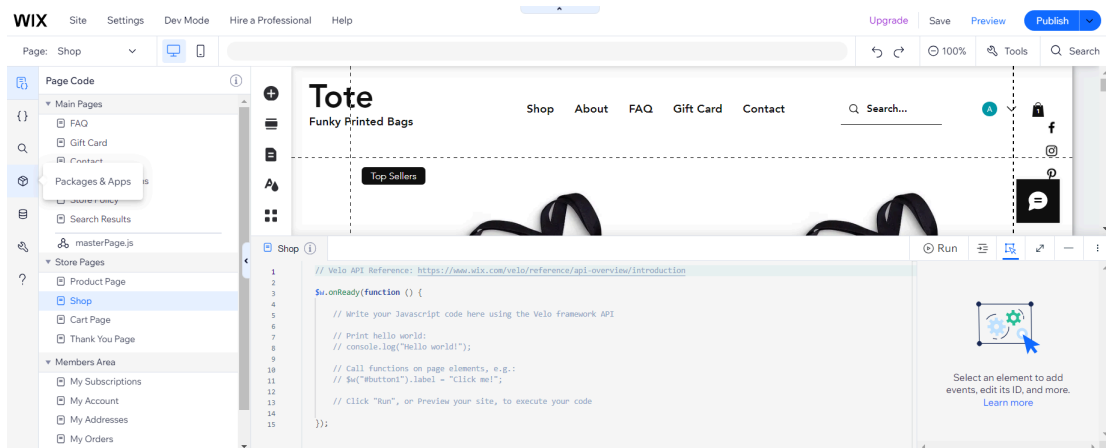 WIX Site Settings Dev Mode Hire a Professional Help Upgrade Save Preview Publish
Page: Shop 100% Tools Search
Page Code
Main Pages
FAQ
Gift Card
Contact
Packages & Apps
Store Policy
Search Results
masterPage.js
Store Pages
Product Page
Shop
Cart Page
Thank You Page
Members Area
My Subscriptions
My Account
My Addresses
My Orders
Tote
Funky Printed Bags
Shop About FAQ Gift Card Contact Search... A 1
Top Sellers
Shop Run
1 // Velo API Reference: https://www.wix.com/velo/reference/api-overview/introduction
2
3 $w.onReady(function () {
4
5 // Write your Javascript code here using the Velo framework API
6
7 // Print hello world:
8 // console.log("Hello world!");
9
10 // Call functions on page elements, e.g.:
11 // $w("#button1").label = "Click me!";
12
13 // Click "Run", or Preview your site, to execute your code
14
15 });
Select an element to add
events, edit its ID, and more.
Learn more